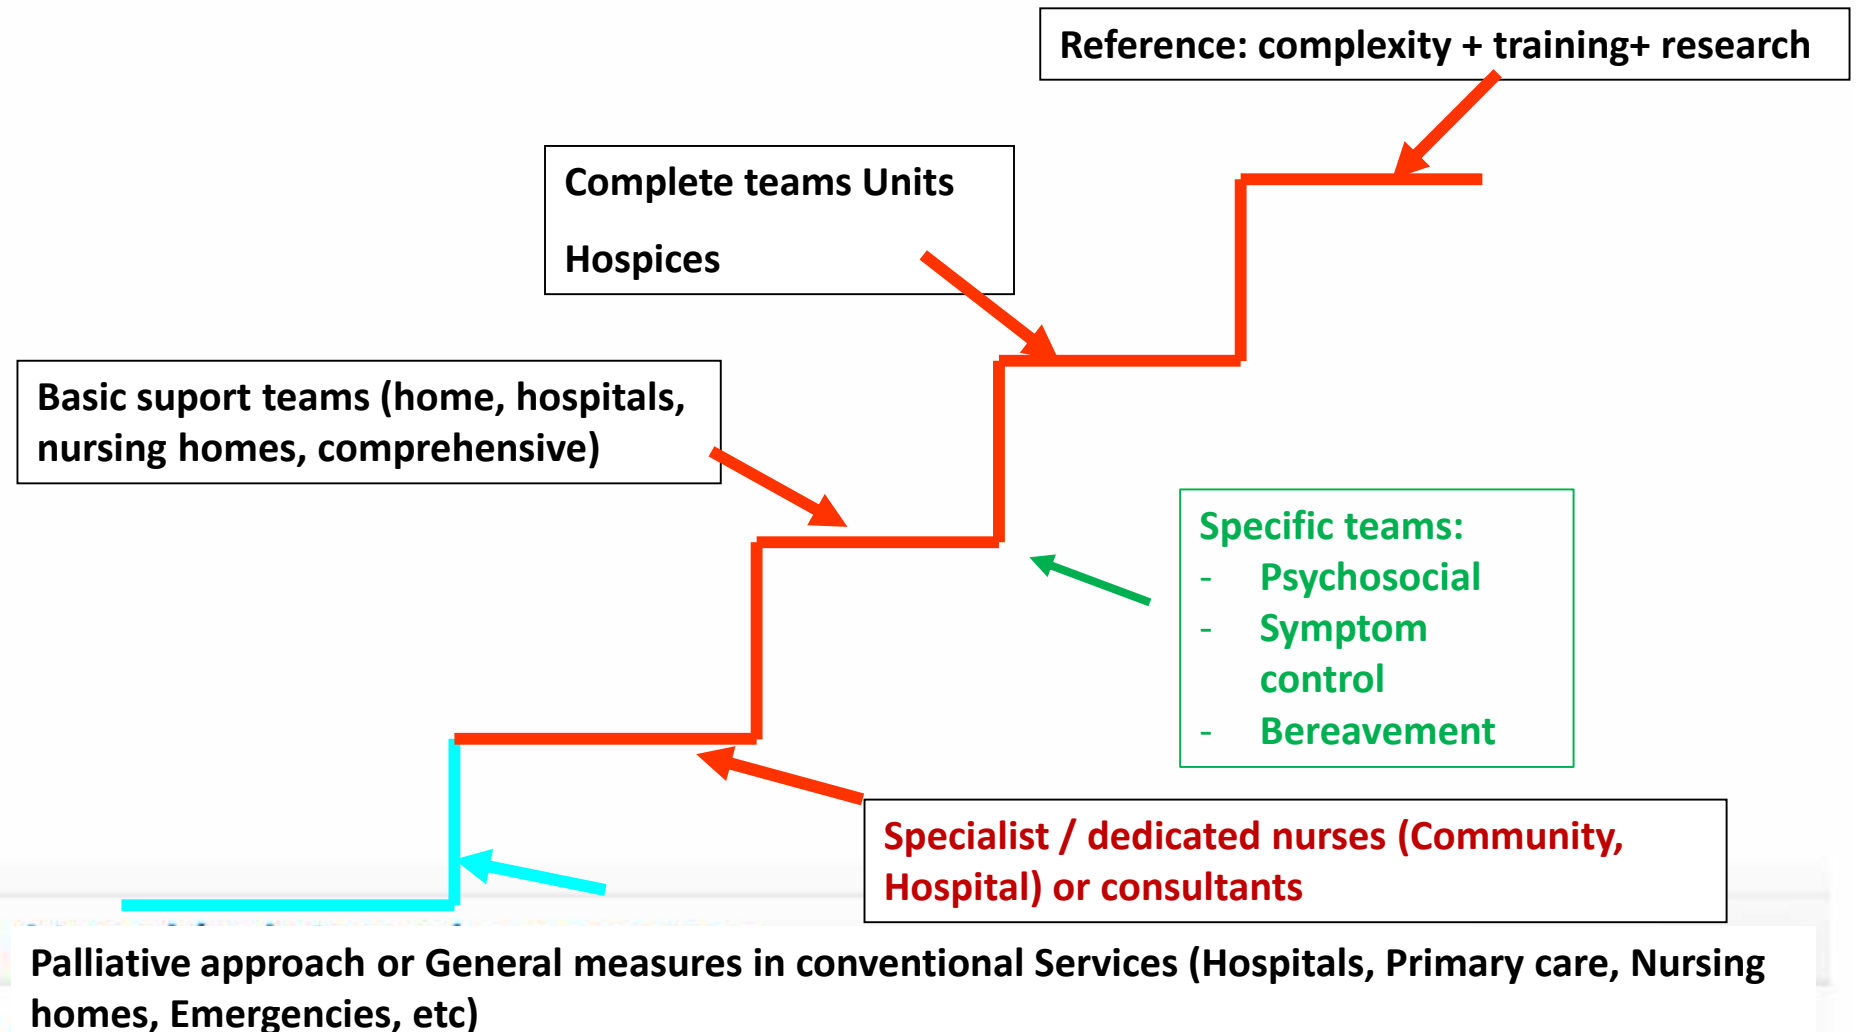 Reference: complexity + training+ research
Complete teams Units
Hospices
Basic suport teams (home, hospitals,
nursing homes, comprehensive)
Specific teams:
- Psychosocial
- Symptom
control
- Bereavement
Specialist / dedicated nurses (Community,
Hospital) or consultants
Palliative approach or General measures in conventional Services (Hospitals, Primary care, Nursing
homes, Emergencies, etc)